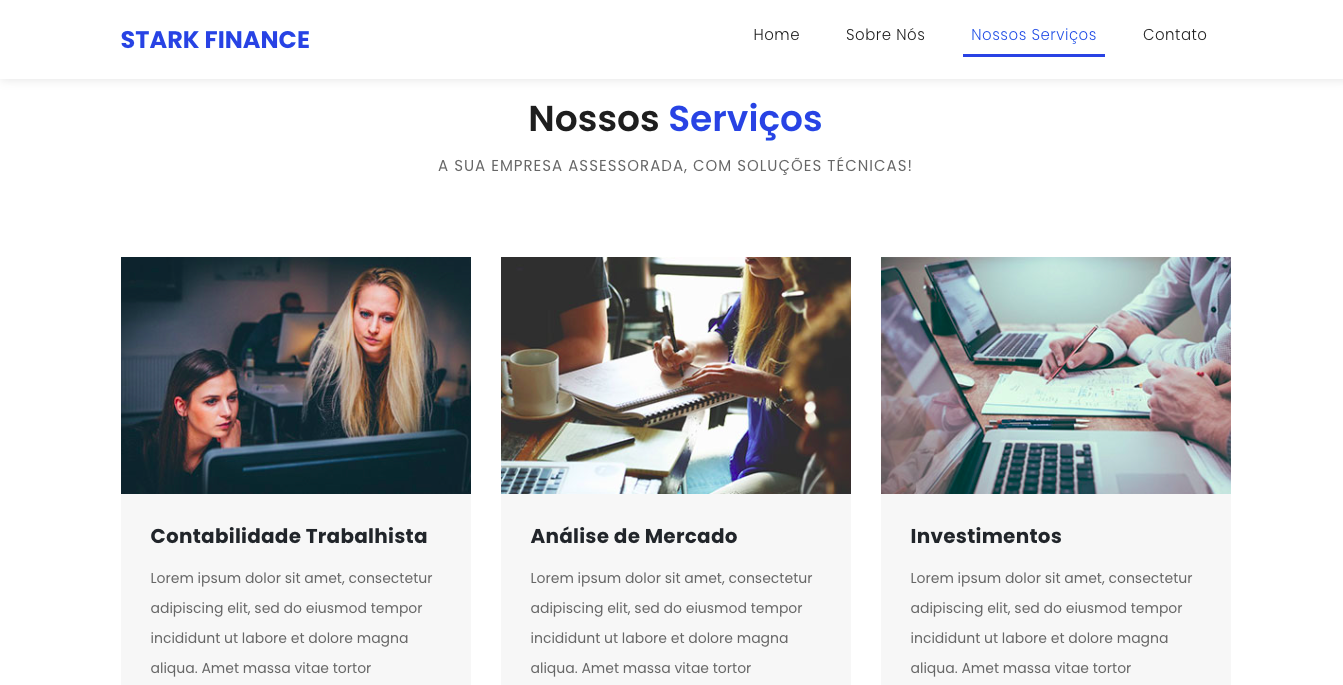 STARK FINANCE
Home
Sobre Nós
Nossos Serviços
Contato
Nossos Serviços
A SUA EMPRESA ASSESSORADA, COM SOLUÇÕES TÉCNICAS!
Contabilidade Trabalhista
Lorem ipsum dolor sit amet, consectetur
adipiscing elit, sed do eiusmod tempor
incididunt ut labore et dolore magna
aliqua. Amet massa vitae tortor
Análise de Mercado
Lorem ipsum dolor sit amet, consectetur
adipiscing elit, sed do eiusmod tempor
incididunt ut labore et dolore magna
aliqua. Amet massa vitae tortor
Investimentos
Lorem ipsum dolor sit amet, consectetur
adipiscing elit, sed do eiusmod tempor
incididunt ut labore et dolore magna
aliqua. Amet massa vitae tortor